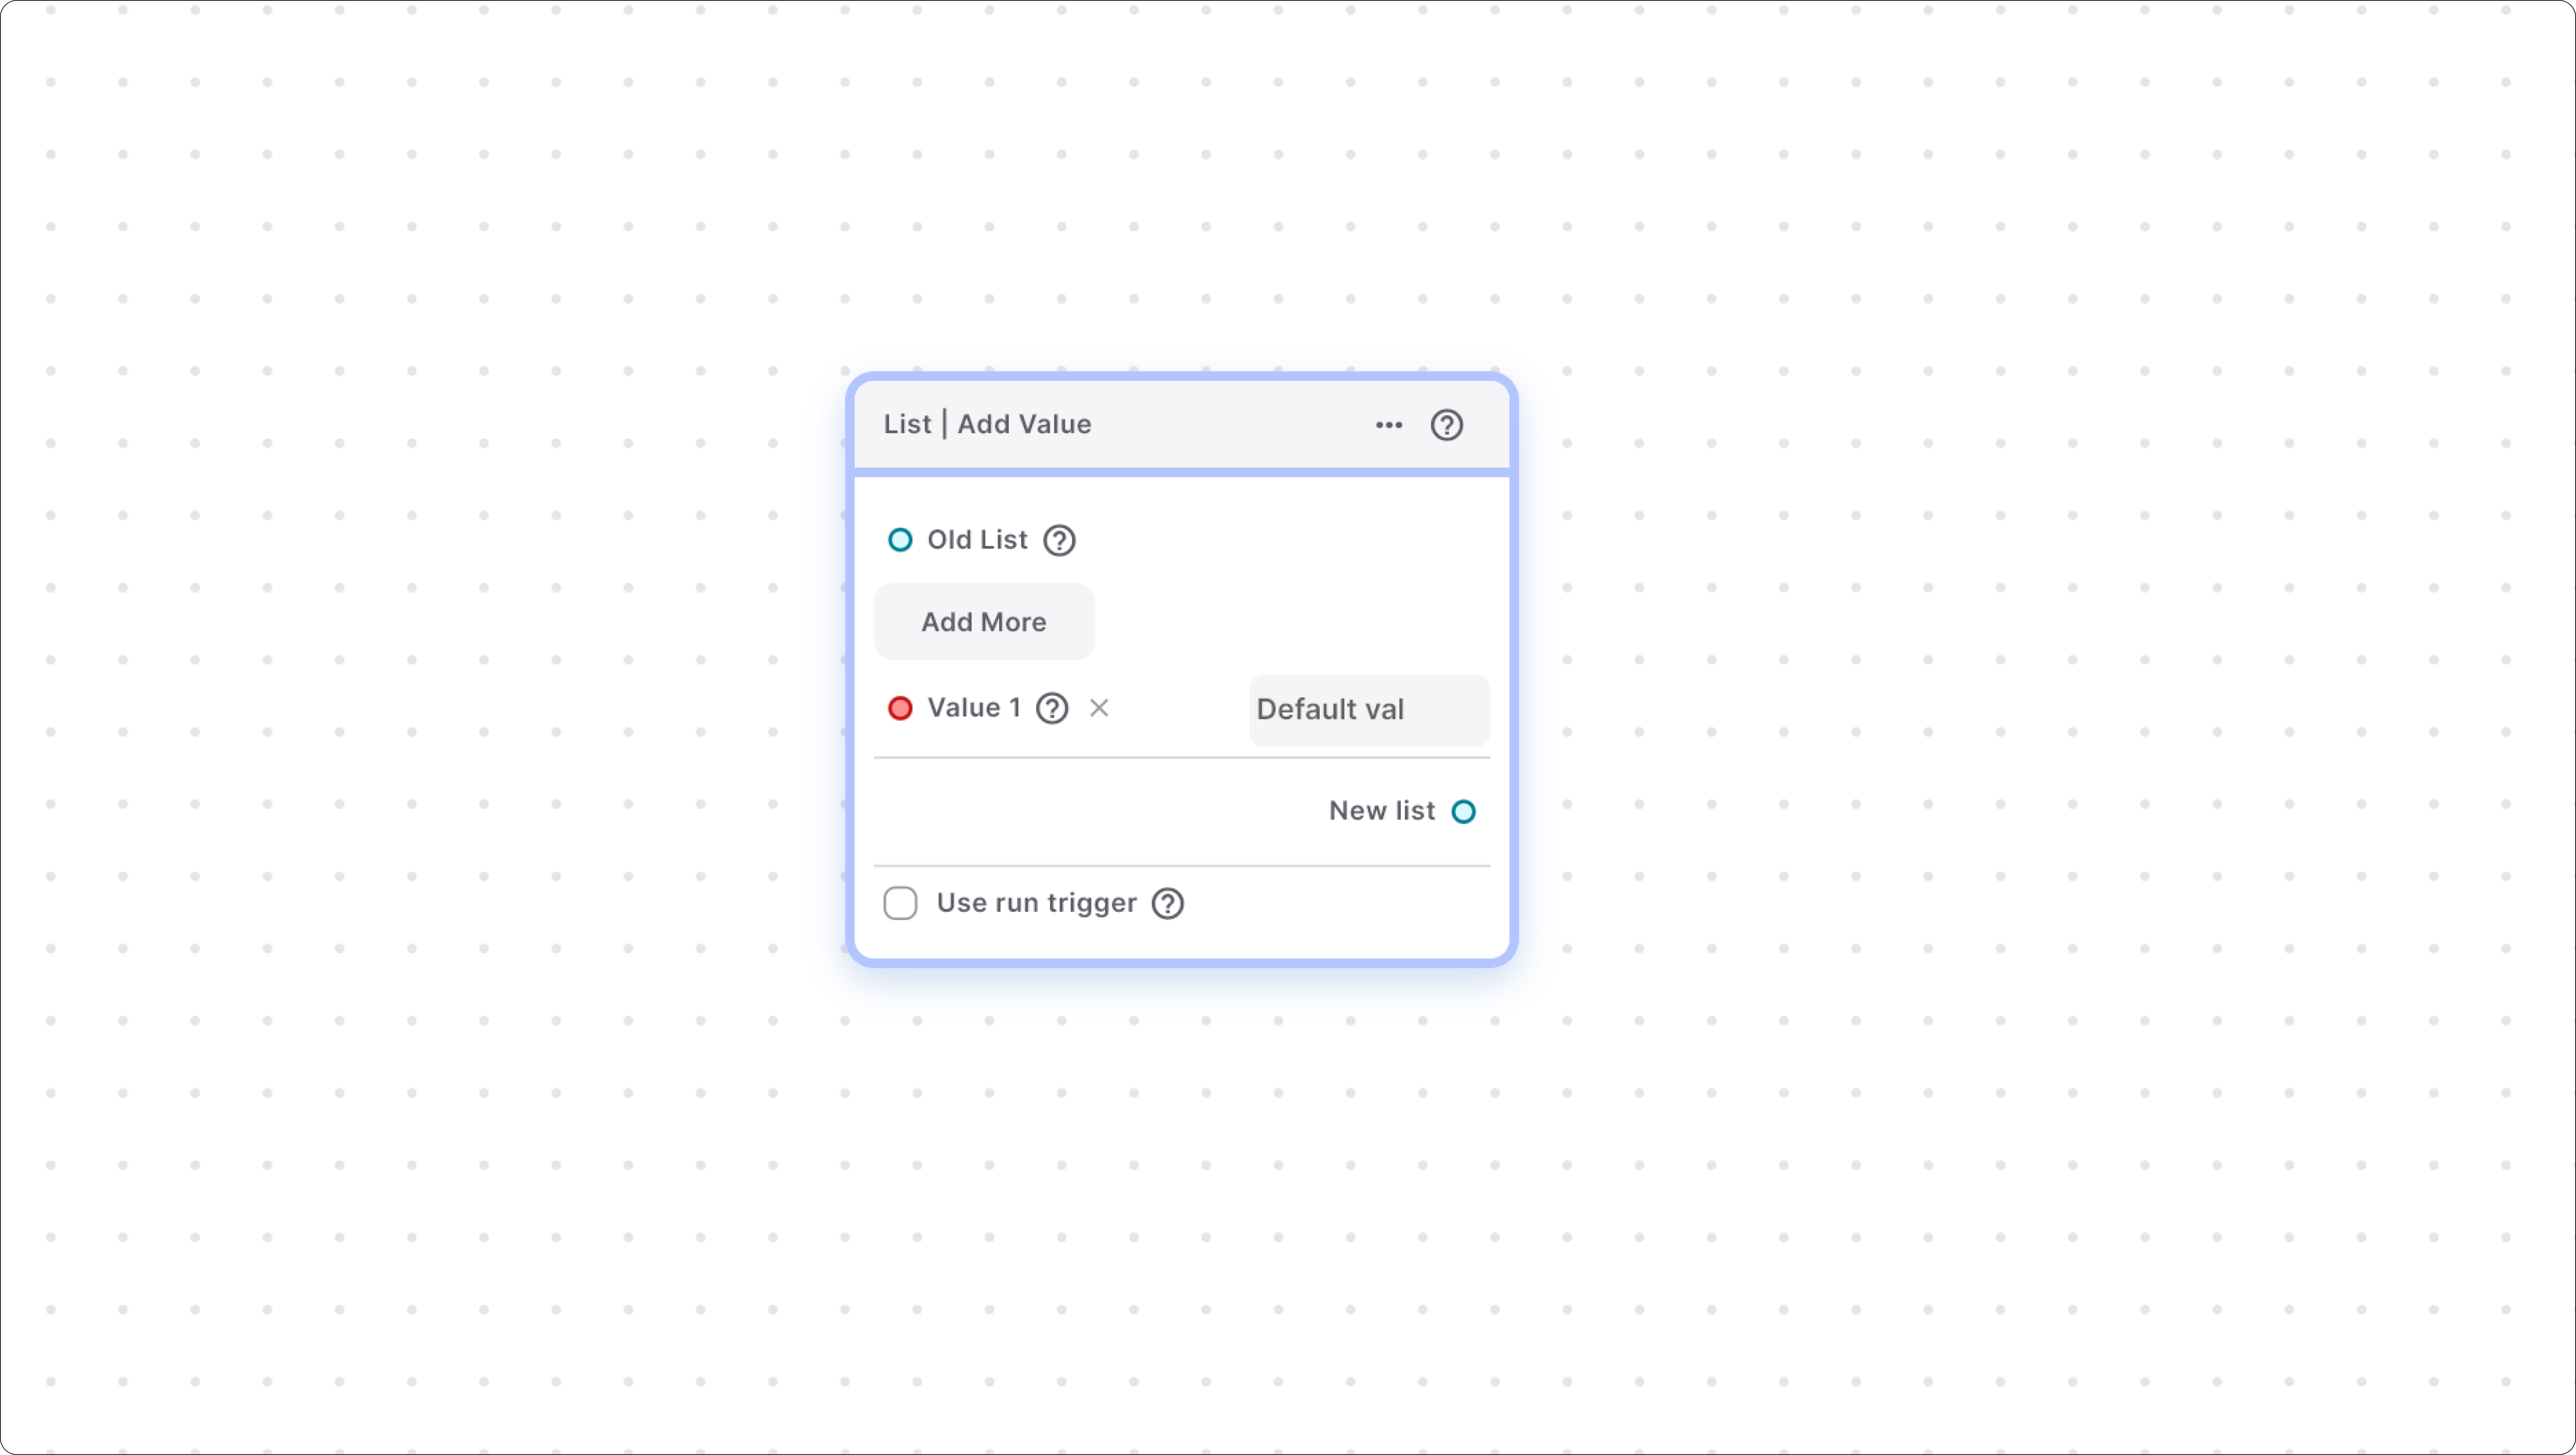 List | Add Value
Old List
Add More
Value 1
Default val
New list
Use run trigger